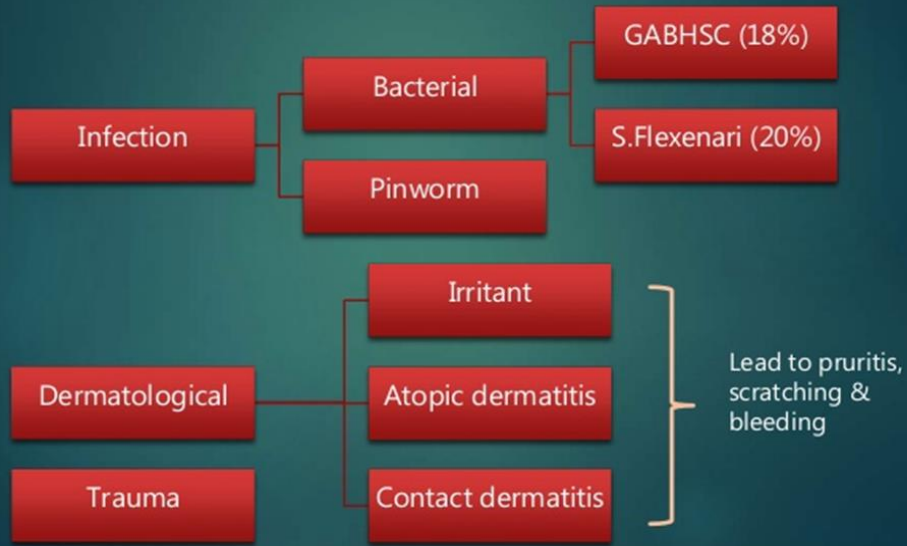 GABHSC (18%)
Bacterial
Infection
S.Flexenari (20%)
Pinworm
Irritant
Dermatological
Atopic dermatitis
Lead to pruritis,
scratching &
bleeding
Trauma
Contact dermatitis